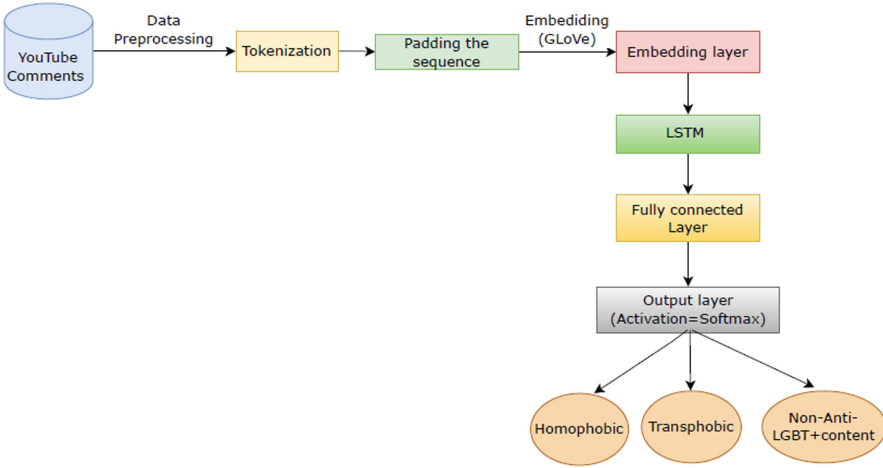 YouTube
Comments
Data
Preprocessing
Tokenization
Padding the
sequence
Embediding
(GLoVe)
Embedding layer
LSTM
Fully connected
Layer
Output layer
(Activation=Softmax)
Homophobic
Transphobic
Non-Anti-
LGBT+content